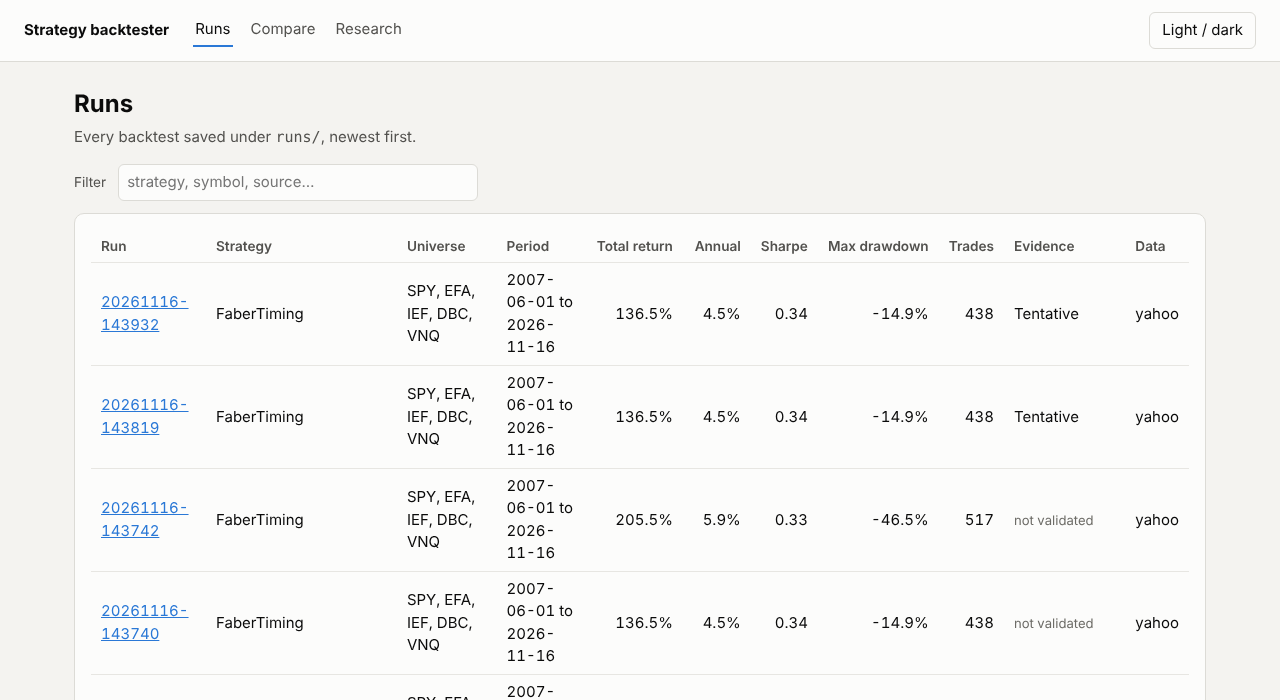 Strategy backtester Runs Compare Research Light / dark
Runs
Every backtest saved under runs/, newest first.
Filter strategy, symbol, source...
Run Strategy Universe Period Total return Annual Sharpe Max drawdown Trades Evidence Data
20261116-
143932
FaberTiming
SPY, EFA,
IEF, DBC,
VNQ
2007-
06-01 to
2026-
11-16
136.5% 4.5% 0.34 -14.9% 438 Tentative yahoo
20261116-
143819
FaberTiming
SPY, EFA,
IEF, DBC,
VNQ
2007-
06-01 to
2026-
11-16
136.5% 4.5% 0.34 -14.9% 438 Tentative yahoo
20261116-
143742
FaberTiming
SPY, EFA,
IEF, DBC,
VNQ
2007-
06-01 to
2026-
11-16
205.5% 5.9% 0.33 -46.5% 517 not validated yahoo
20261116-
143740
FaberTiming
SPY, EFA,
IEF, DBC,
VNQ
2007-
06-01 to
2026-
11-16
136.5% 4.5% 0.34 -14.9% 438 not validated yahoo
2007-